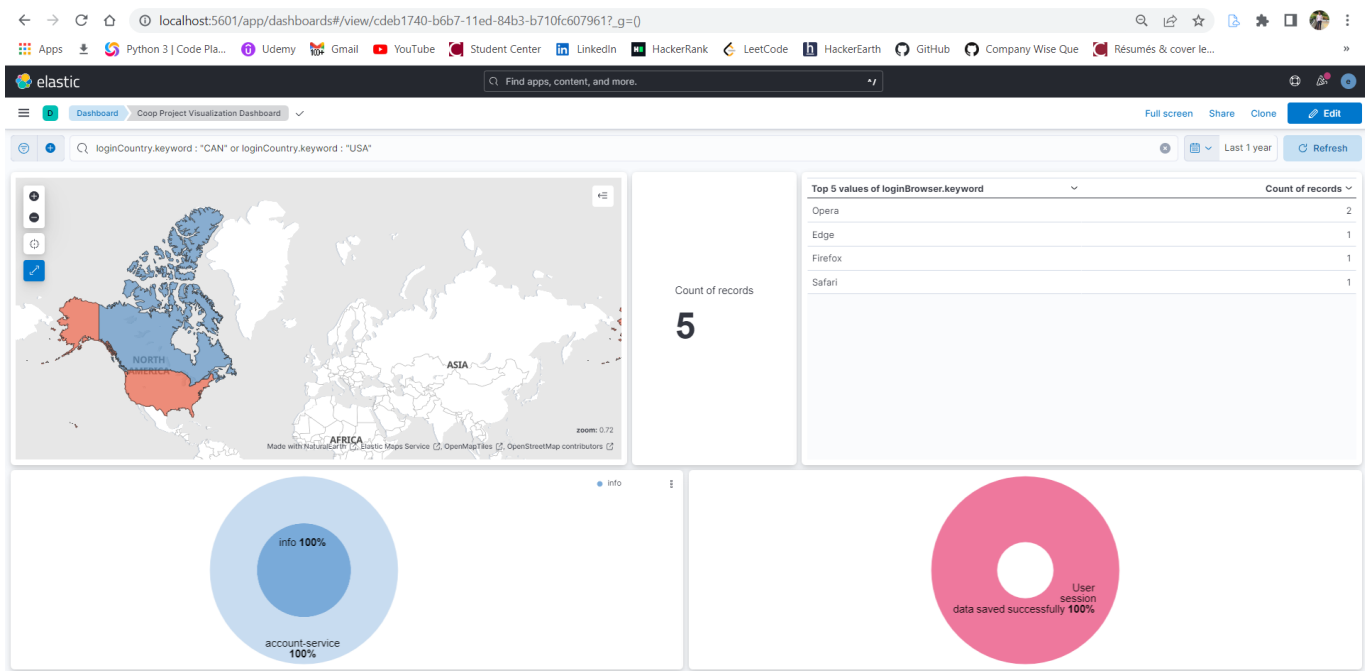 localhost:5601/app/dashboards#/view/cdeb1740-b6b7-11ed-84b3-b710fc607961?_g=()
Apps Python 3 | Code Pla... Udemy Gmail YouTube Student Center LinkedIn HackerRank LeetCode HackerEarth GitHub Company Wise Que Résumés & cover le... »
elastic Find apps, content, and more. ^/ e
D Dashboard Coop Project Visualization Dashboard Full screen Share Clone Edit
loginCountry.keyword : "CAN" or loginCountry.keyword : "USA" Last 1 year Refresh
NORTH
AMERICA
ASIA
AFRICA
zoom: 0.72
Made with NaturalEarth, Elastic Maps Service, OpenMapTiles, OpenStreetMap contributors
Count of records
5
Top 5 values of loginBrowser.keyword Count of records
Opera 2
Edge 1
Firefox 1
Safari 1
info
info 100%
account-service
100%
User
session
data saved successfully 100%